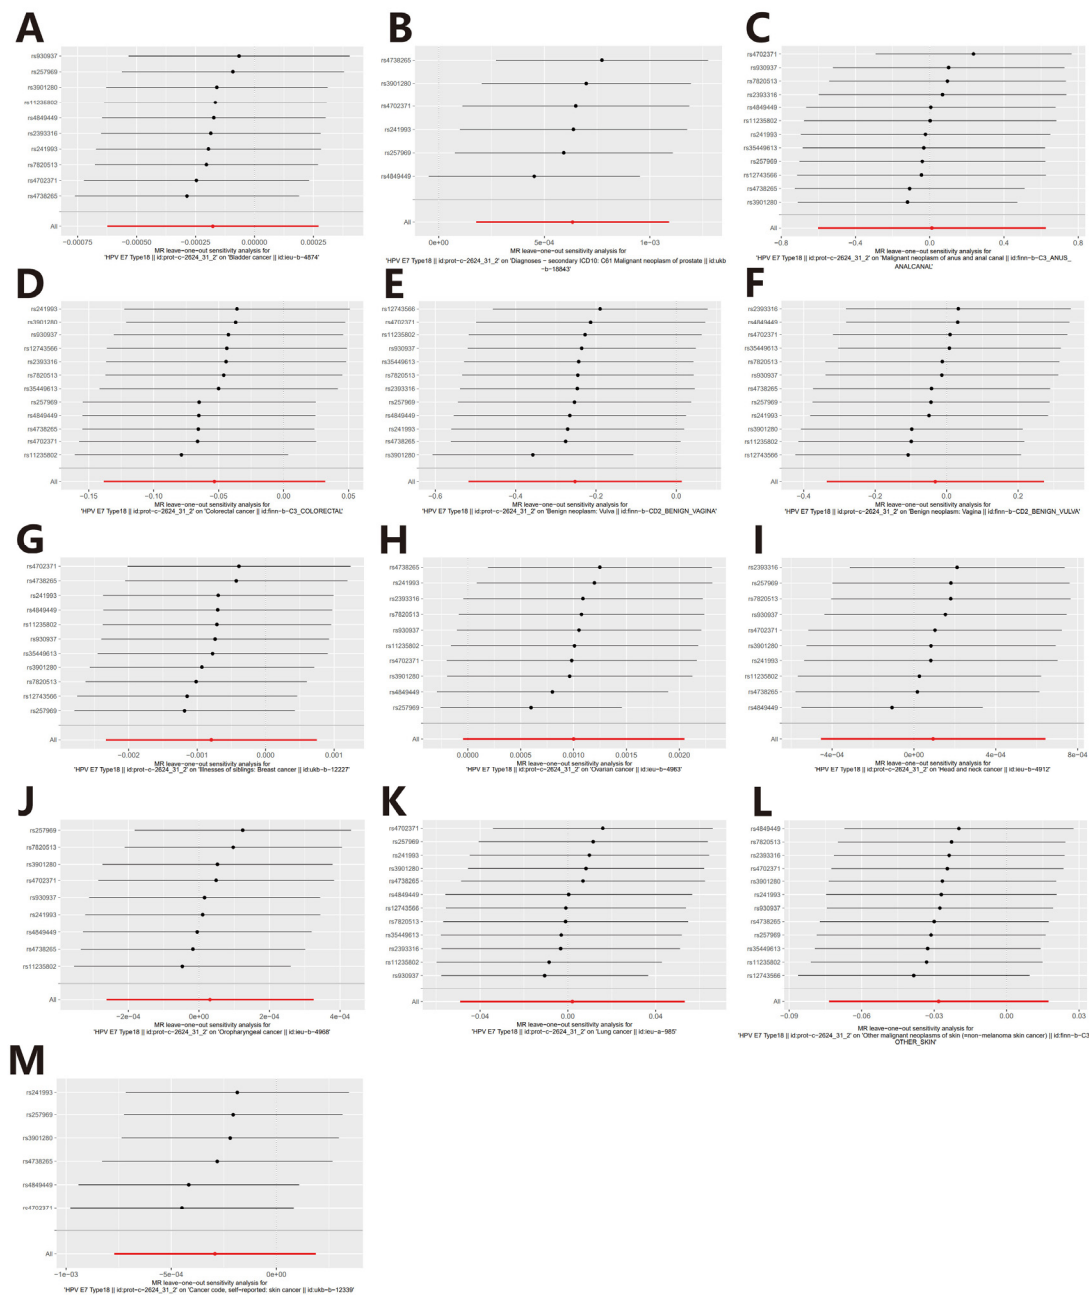 A
rs930937
rs257969
rs3901280
rs11235802
rs4849449
rs2393316
rs241993
rs7820513
rs4702371
rs4738265
All
−0.00075 −0.00050 −0.00025 0.00000 0.00025
MR leave−one−out sensitivity analysis for
'HPV E7 Type18 || id:prot−c−2624_31_2' on 'Bladder cancer || id:ieu−b−4874'
B
rs4738265
rs3901280
rs4702371
rs241993
rs257969
rs4849449
All
0e+00 5e−04 1e−03
MR leave−one−out sensitivity analysis for
'HPV E7 Type18 || id:prot−c−2624_31_2' on 'Diagnoses − secondary ICD10: C61 Malignant neoplasm of prostate || id:ukb
−b−18843'
C
rs4702371
rs930937
rs7820513
rs2393316
rs4849449
rs11235802
rs241993
rs35449613
rs257969
rs12743566
rs4738265
rs3901280
All
−0.8 −0.4 0.0 0.4 0.8
MR leave−one−out sensitivity analysis for
'HPV E7 Type18 || id:prot−c−2624_31_2' on 'Malignant neoplasm of anus and anal canal || id:finn−b−C3_ANUS_
ANALCANAL'
D
rs241993
rs3901280
rs930937
rs12743566
rs2393316
rs7820513
rs35449613
rs257969
rs4849449
rs4738265
rs4702371
rs11235802
All
−0.15 −0.10 −0.05 0.00 0.05
MR leave−one−out sensitivity analysis for
'HPV E7 Type18 || id:prot−c−2624_31_2' on 'Colorectal cancer || id:finn−b−C3_COLORECTAL'
E
rs12743566
rs4702371
rs11235802
rs930937
rs35449613
rs7820513
rs2393316
rs257969
rs4849449
rs241993
rs4738265
rs3901280
All
−0.6 −0.4 −0.2 0.0
MR leave−one−out sensitivity analysis for
'HPV E7 Type18 || id:prot−c−2624_31_2' on 'Benign neoplasm: Vulva || id:finn−b−CD2_BENIGN_VAGINA'
F
rs2393316
rs4849449
rs4702371
rs35449613
rs7820513
rs930937
rs4738265
rs257969
rs241993
rs3901280
rs11235802
rs12743566
All
−0.4 −0.2 0.0 0.2
MR leave−one−out sensitivity analysis for
'HPV E7 Type18 || id:prot−c−2624_31_2' on 'Benign neoplasm: Vagina || id:finn−b−CD2_BENIGN_VULVA'
G
rs4702371
rs4738265
rs241993
rs4849449
rs11235802
rs930937
rs35449613
rs3901280
rs7820513
rs12743566
rs257969
All
−0.002 −0.001 0.000 0.001
MR leave−one−out sensitivity analysis for
'HPV E7 Type18 || id:prot−c−2624_31_2' on 'Illnesses of siblings: Breast cancer || id:ukb−b−12227'
H
rs4738265
rs241993
rs2393316
rs7820513
rs930937
rs11235802
rs4702371
rs3901280
rs4849449
rs257969
All
0.0000 0.0005 0.0010 0.0015 0.0020
MR leave−one−out sensitivity analysis for
'HPV E7 Type18 || id:prot−c−2624_31_2' on 'Ovarian cancer || id:ieu−b−4963'
I
rs2393316
rs257969
rs7820513
rs930937
rs4702371
rs3901280
rs241993
rs11235802
rs4738265
rs4849449
All
−4e−04 0e+00 4e−04 8e−04
MR leave−one−out sensitivity analysis for
'HPV E7 Type18 || id:prot−c−2624_31_2' on 'Head and neck cancer || id:ieu−b−4912'
J
rs257969
rs7820513
rs3901280
rs4702371
rs930937
rs241993
rs4849449
rs4738265
rs11235802
All
−2e−04 0e+00 2e−04 4e−04
MR leave−one−out sensitivity analysis for
'HPV E7 Type18 || id:prot−c−2624_31_2' on 'Oropharyngeal cancer || id:ieu−b−4968'
K
rs4702371
rs257969
rs241993
rs3901280
rs4738265
rs4849449
rs12743566
rs7820513
rs35449613
rs2393316
rs11235802
rs930937
All
−0.04 0.00 0.04
MR leave−one−out sensitivity analysis for
'HPV E7 Type18 || id:prot−c−2624_31_2' on 'Lung cancer || id:ieu−a−985'
L
rs4849449
rs7820513
rs2393316
rs4702371
rs3901280
rs241993
rs930937
rs4738265
rs257969
rs35449613
rs11235802
rs12743566
All
−0.09 −0.06 −0.03 0.00 0.03
MR leave−one−out sensitivity analysis for
'HPV E7 Type18 || id:prot−c−2624_31_2' on 'Other malignant neoplasms of skin (=non−melanoma skin cancer) || id:finn−b−C3
OTHER_SKIN'
M
rs241993
rs257969
rs3901280
rs4738265
rs4849449
rs4702371
All
−1e−03 −5e−04 0e+00
MR leave−one−out sensitivity analysis for
'HPV E7 Type18 || id:prot−c−2624_31_2' on 'Cancer code, self−reported: skin cancer || id:ukb−b−12339'